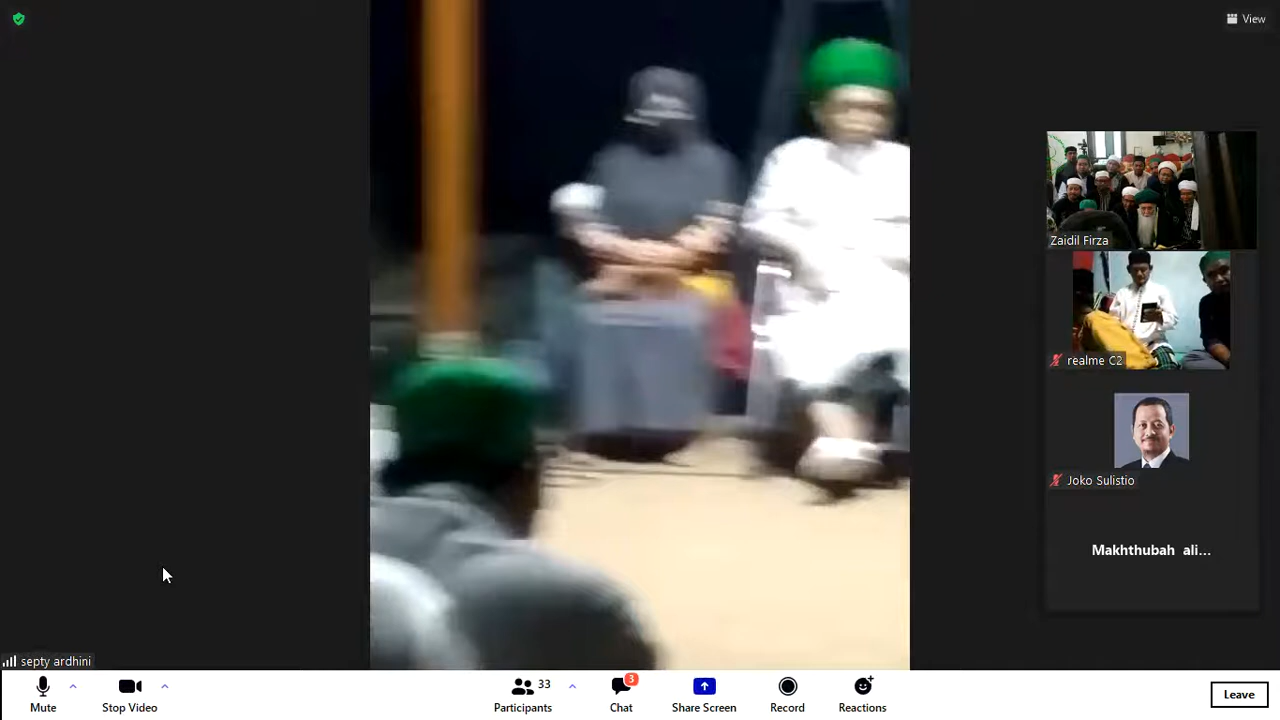 View
Zaidil Firza
realme C2
Joko Sulistio
Makhthubah ali...
septy ardhini
Mute
Stop Video
Participants
33
Chat
3
Share Screen
Record
Reactions
Leave